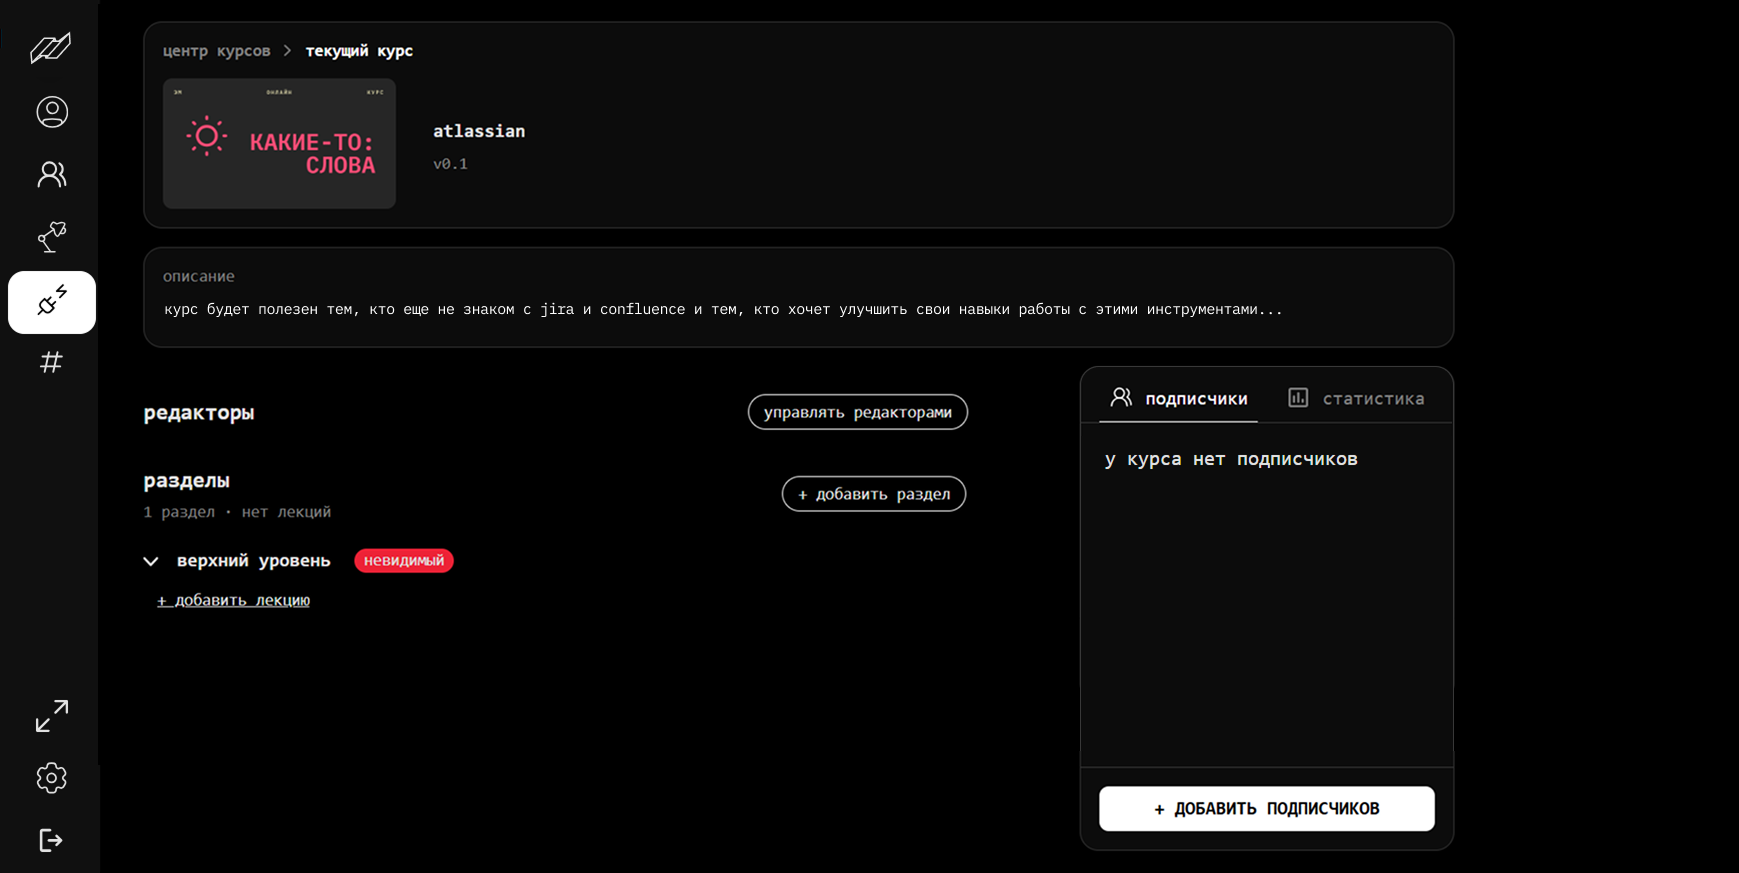 центр курсов > текущий курс
ЭМ ОНЛАЙН КУРС
КАКИЕ-ТО:
СЛОВА
atlassian
v0.1
описание
курс будет полезен тем, кто еще не знаком с jira и confluence и тем, кто хочет улучшить свои навыки работы с этими инструментами...
редакторы
управлять редакторами
разделы
+ добавить раздел
1 раздел · нет лекций
верхний уровень невидимый
+ добавить лекцию
подписчики статистика
у курса нет подписчиков
+ ДОБАВИТЬ ПОДПИСЧИКОВ